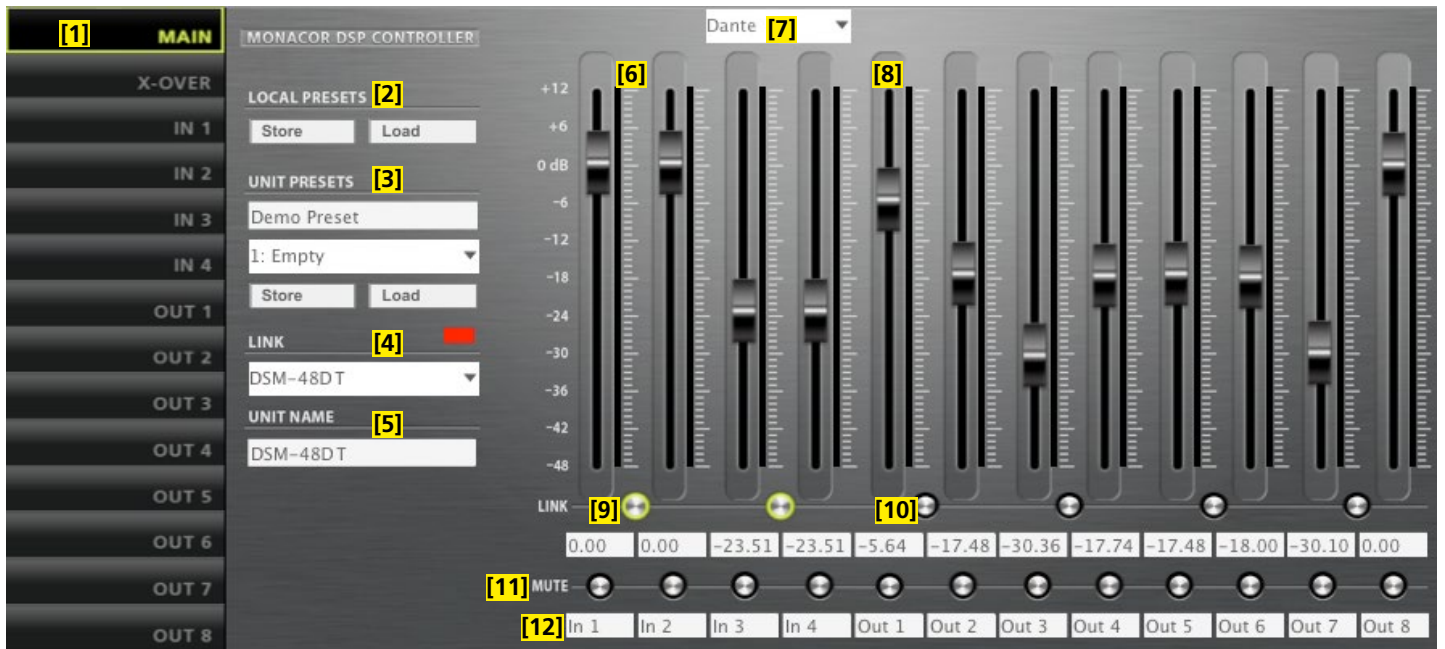 [1] MAIN
X-OVER
IN 1
IN 2
IN 3
IN 4
OUT 1
OUT 2
OUT 3
OUT 4
OUT 5
OUT 6
OUT 7
OUT 8
MONACOR DSP CONTROLLER
LOCAL PRESETS [2]
Store Load
UNIT PRESETS [3]
Demo Preset
1: Empty
Store Load
LINK [4]
DSM-48DT
UNIT NAME [5]
DSM-48DT
Dante [7]
[6] [8]
+12
+6
0 dB
-6
-12
-18
-24
-30
-36
-42
-48
LINK [9] [10]
0.00 0.00 -23.51 -23.51 -5.64 -17.48 -30.36 -17.74 -17.48 -18.00 -30.10 0.00
[11] MUTE
[12] In 1 In 2 In 3 In 4 Out 1 Out 2 Out 3 Out 4 Out 5 Out 6 Out 7 Out 8